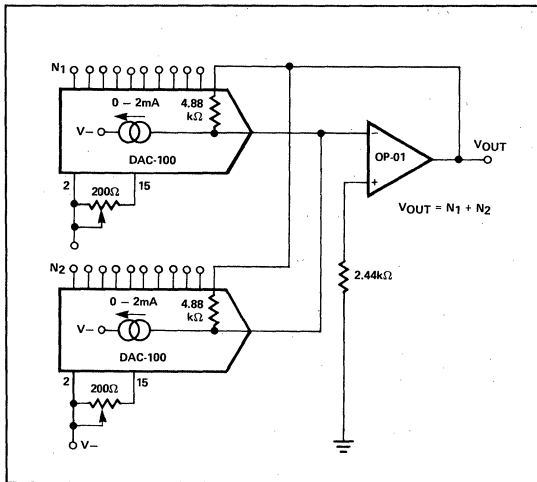 N1
0 – 2mA
4.88
kΩ
V–
DAC-100
2
15
200Ω
N2
0 – 2mA
4.88
kΩ
V–
DAC-100
2
15
200Ω
V–
–
OP-01
+
VOUT
VOUT = N1 + N2
2.44kΩ